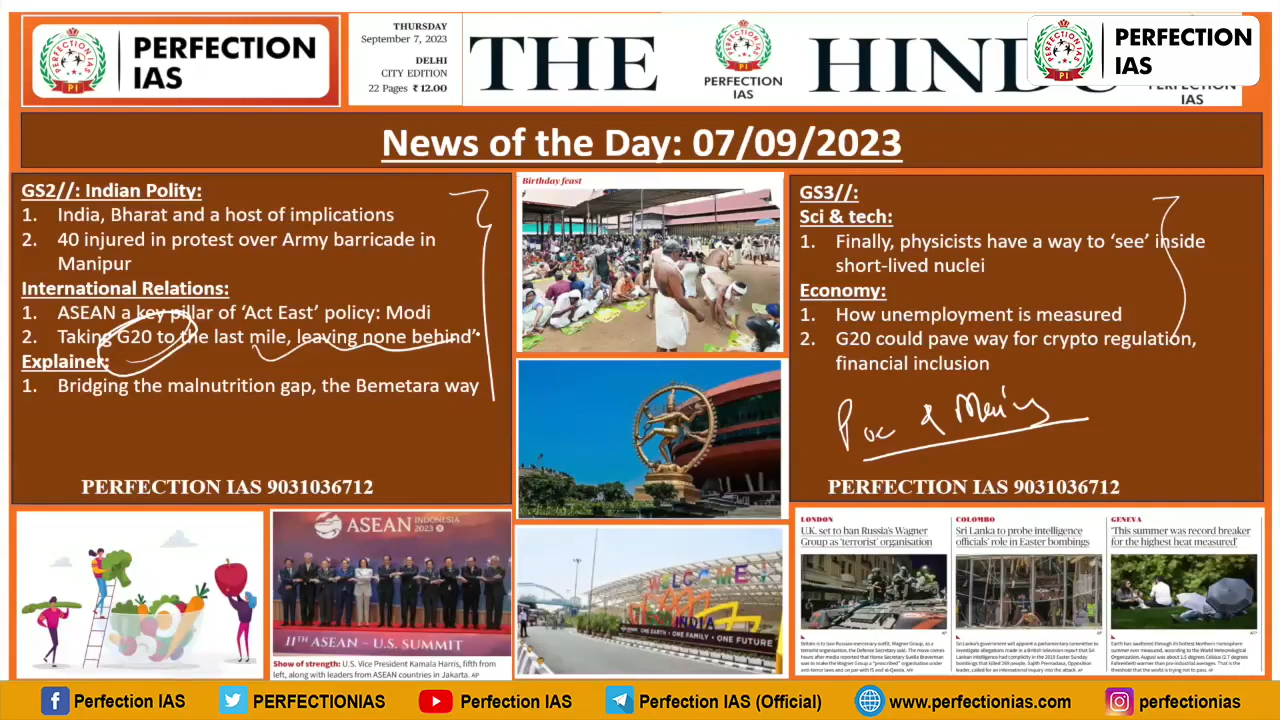 PERFECTION
IAS
THURSDAY
September 7, 2023
DELHI
CITY EDITION
22 Pages ₹ 12.00
THE
PERFECTION
IAS
PERFECTION
IAS
IAS
News of the Day: 07/09/2023
GS2//: Indian Polity:
1. India, Bharat and a host of implications
2. 40 injured in protest over Army barricade in
Manipur
International Relations:
1. ASEAN a key pillar of ‘Act East’ policy: Modi
2. Taking G20 to the last mile, leaving none behind”
Explainer:
1. Bridging the malnutrition gap, the Bemetara way
PERFECTION IAS 9031036712
Birthday feast
GS3//:
Sci & tech:
1. Finally, physicists have a way to ‘see’ inside
short-lived nuclei
Economy:
1. How unemployment is measured
2. G20 could pave way for crypto regulation,
financial inclusion
PERFECTION IAS 9031036712
ASEAN INDONESIA
2023
11TH ASEAN - U.S. SUMMIT
Show of strength: U.S. Vice President Kamala Harris, fifth from
left, along with leaders from ASEAN countries in Jakarta. AP
WELCOME
INDIA
ONE EARTH • ONE FAMILY • ONE FUTURE
LONDON
U.K. set to ban Russia's Wagner
Group as 'terrorist' organisation
COLOMBO
Sri Lanka to probe intelligence
officials' role in Easter bombings
GENEVA
'This summer was record breaker
for the highest heat measured'
Perfection IAS
PERFECTIONIAS
Perfection IAS
Perfection IAS (Official)
www.perfectionias.com
perfectionias